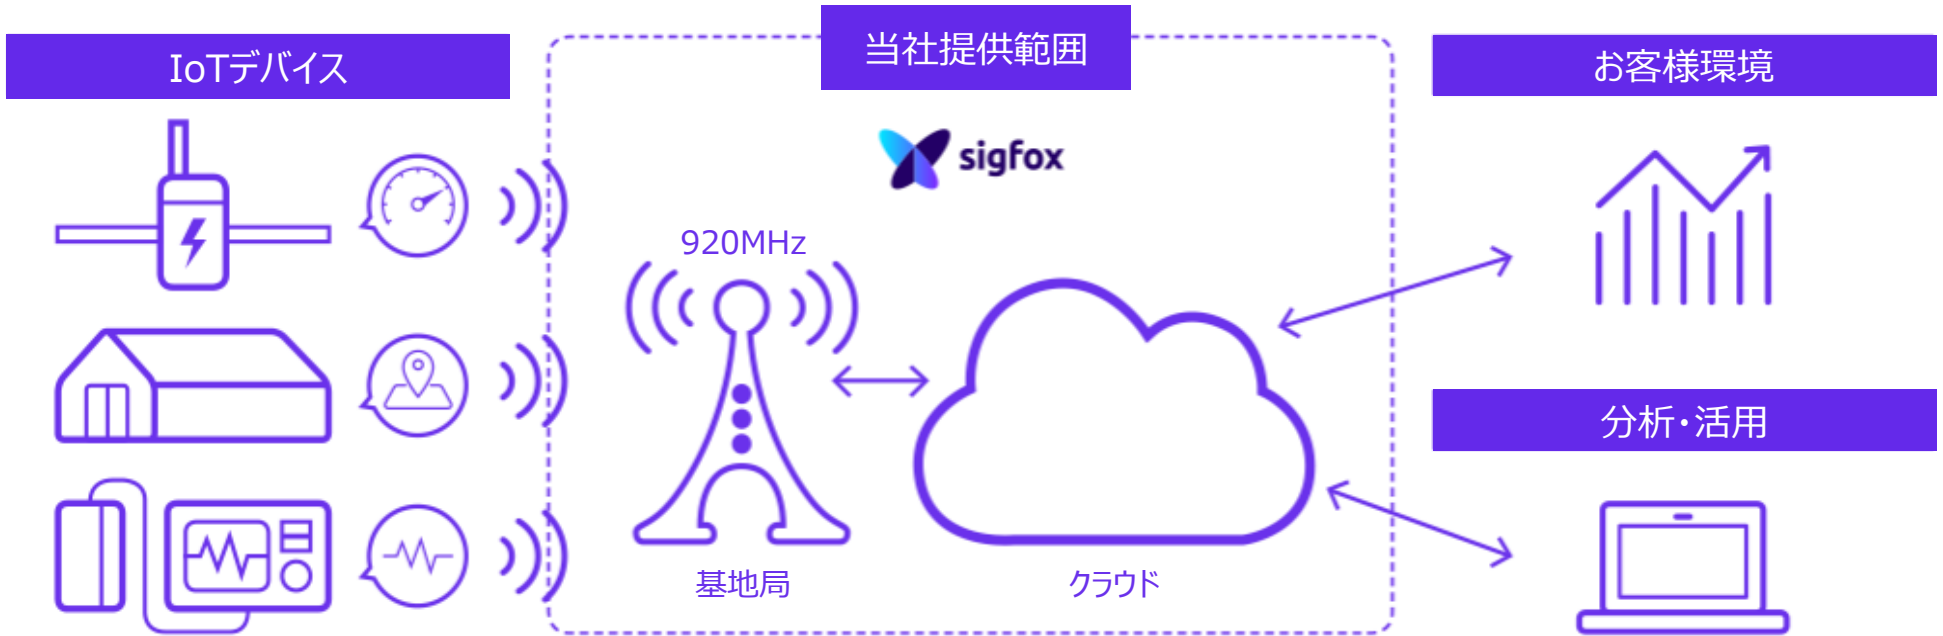 IoTデバイス
当社提供範囲
お客様環境
sigfox
920MHz
基地局
クラウド
分析・活用